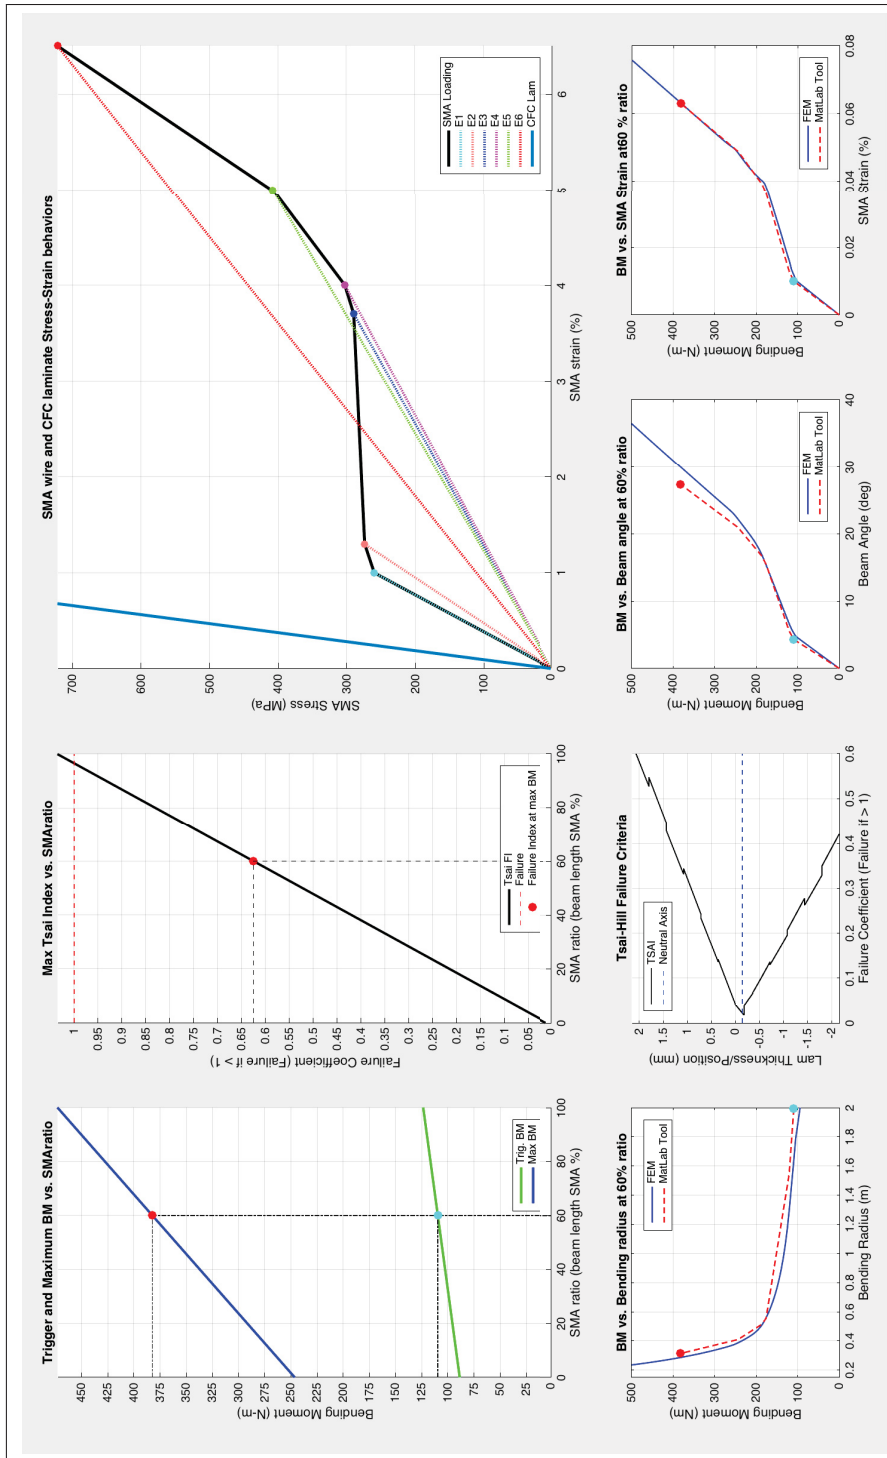 Trigger and Maximum BM vs. SMAratio
Bending Moment (N-m)
450
425
400
375
350
325
300
275
250
225
200
175
150
125
100
75
50
25
0
0 20 40 60 80 100
SMA ratio (beam length SMA %)
Trig. BM
Max BM
Max Tsai Index vs. SMAratio
Failure Coefficient (Failure if > 1)
1
0.95
0.9
0.85
0.8
0.75
0.7
0.65
0.6
0.55
0.5
0.45
0.4
0.35
0.3
0.25
0.2
0.15
0.1
0.05
0 20 40 60 80 100
SMA ratio (beam length SMA %)
Tsai FI
Failure
Failure Index at max BM
SMA wire and CFC laminate Stress-Strain behaviors
SMA Stress (MPa)
700
600
500
400
300
200
100
0
0 1 2 3 4 5 6
SMA strain (%)
SMA Loading
E1
E2
E3
E4
E5
E6
CFC Lam
BM vs. Bending radius at 60% ratio
Bending Moment (Nm)
500
400
300
200
100
0
0.2 0.4 0.6 0.8 1 1.2 1.4 1.6 1.8 2
Bending Radius (m)
FEM
MatLab Tool
Tsai-Hill Failure Criteria
Lam Thickness/Position (mm)
2
1.5
1
0.5
0
-0.5
-1
-1.5
-2
0 0.1 0.2 0.3 0.4 0.5 0.6
Failure Coefficient (Failure if > 1)
TSAI
Neutral Axis
BM vs. Beam angle at 60% ratio
Bending Moment (N-m)
500
400
300
200
100
0
0 10 20 30 40
Beam Angle (deg)
FEM
MatLab Tool
BM vs. SMA Strain at60 % ratio
Bending Moment (N-m)
500
400
300
200
100
0
0 0.02 0.04 0.06 0.08
SMA Strain (%)
FEM
MatLab Tool